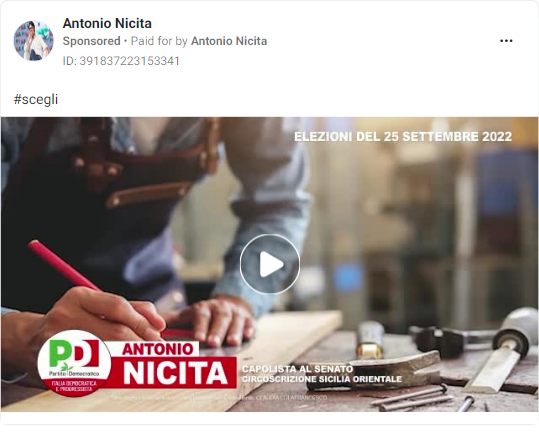 Antonio Nicita
Sponsored • Paid for by Antonio Nicita
ID: 391837223153341
#scegli
ELEZIONI DEL 25 SETTEMBRE 2022
PD
Partito Democratico
ITALIA DEMOCRATICA
E PROGRESSISTA
ANTONIO
NICITA
CAPOLISTA AL SENATO
CIRCOSCRIZIONE SICILIA ORIENTALE